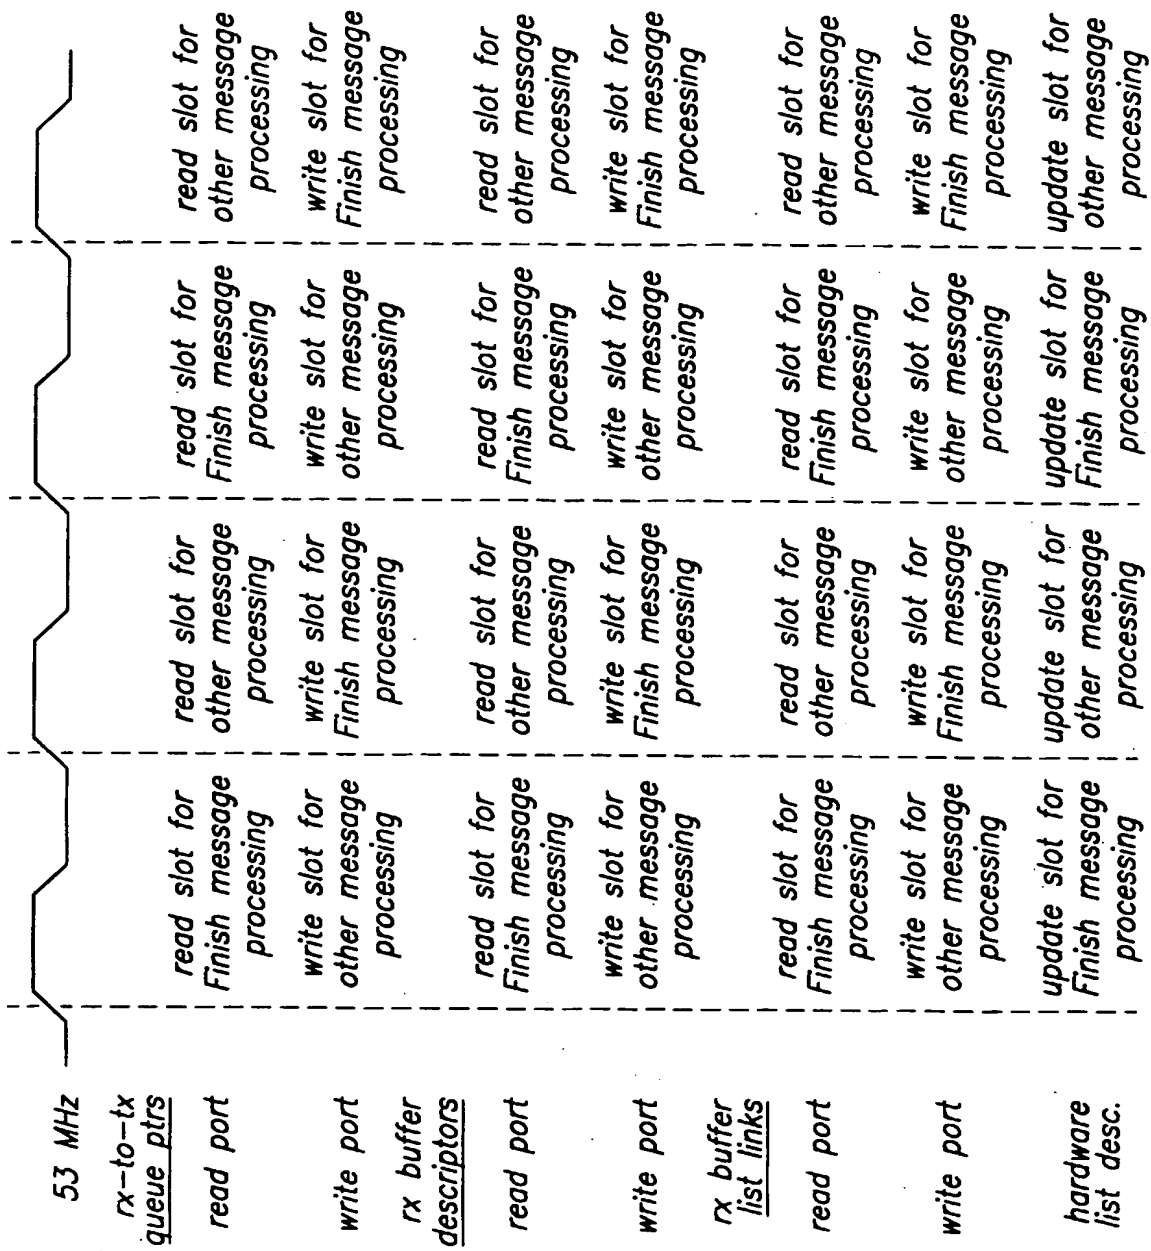 53 MHz
rx-to-tx
queue ptrs
read port
read slot for
Finish message
processing
read slot for
other message
processing
read slot for
Finish message
processing
read slot for
other message
processing
write port
write slot for
other message
processing
write slot for
Finish message
processing
write slot for
other message
processing
write slot for
Finish message
processing
rx buffer
descriptors
read port
read slot for
Finish message
processing
read slot for
other message
processing
read slot for
Finish message
processing
read slot for
other message
processing
write port
write slot for
other message
processing
write slot for
Finish message
processing
write slot for
other message
processing
write slot for
Finish message
processing
rx buffer
list links
read port
read slot for
Finish message
processing
read slot for
other message
processing
read slot for
Finish message
processing
read slot for
other message
processing
write port
write slot for
other message
processing
write slot for
Finish message
processing
write slot for
other message
processing
write slot for
Finish message
processing
hardware
list desc.
update slot for
Finish message
processing
update slot for
other message
processing
update slot for
Finish message
processing
update slot for
other message
processing